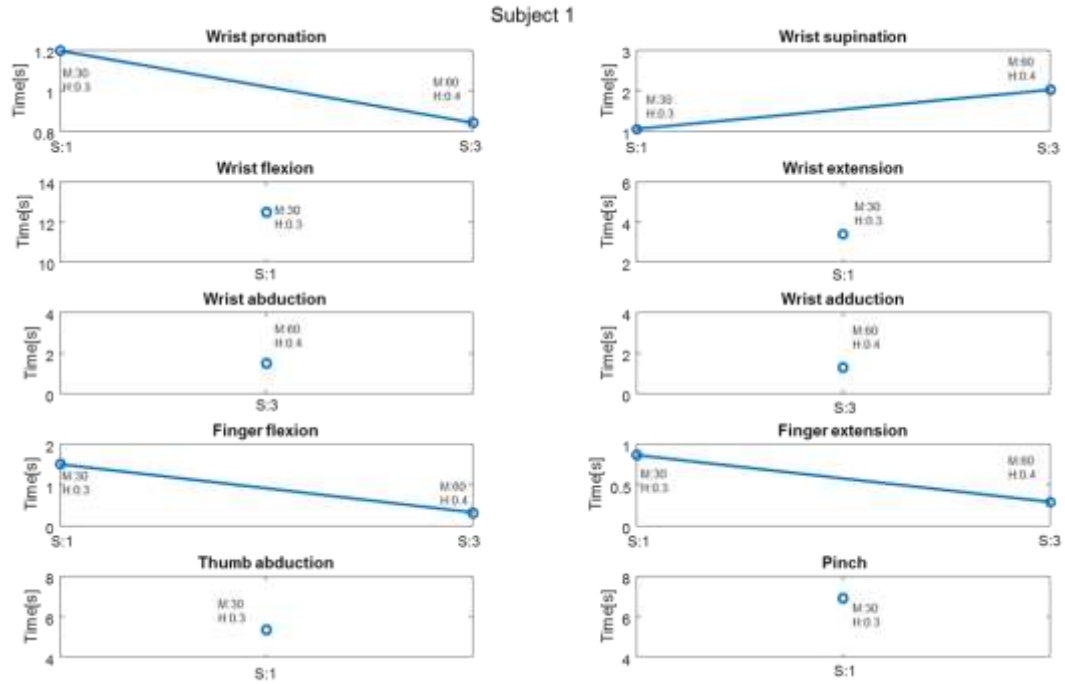 Subject 1
Wrist pronation
1.2
1
0.8
Time[s]
M:30
H:0.3
M:60
H:0.4
S:1
S:3
Wrist supination
3
2
1
Time[s]
M:30
H:0.3
M:60
H:0.4
S:1
S:3
Wrist flexion
14
12
10
Time[s]
M:30
H:0.3
S:1
Wrist extension
6
4
2
Time[s]
M:30
H:0.3
S:1
Wrist abduction
4
2
0
Time[s]
M:60
H:0.4
S:3
Wrist adduction
4
2
0
Time[s]
M:60
H:0.4
S:3
Finger flexion
2
1
0
Time[s]
M:30
H:0.3
M:60
H:0.4
S:1
S:3
Finger extension
1
0.5
0
Time[s]
M:30
H:0.3
M:60
H:0.4
S:1
S:3
Thumb abduction
8
6
4
Time[s]
M:30
H:0.3
S:1
Pinch
8
6
4
Time[s]
M:30
H:0.3
S:1